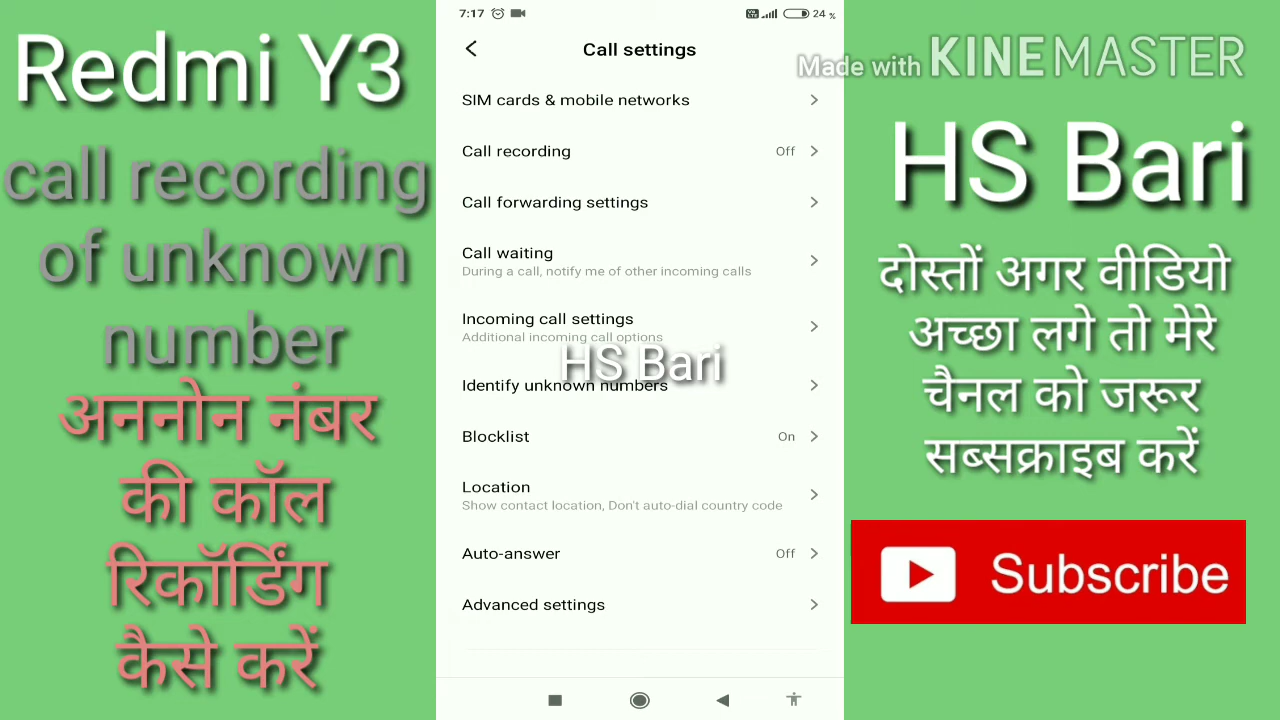 Redmi Y3
call recording
of unknown
number
अननोन नंबर
की कॉल
रिकॉर्डिंग
कैसे करें
7:17
24 %
Call settings
SIM cards & mobile networks
Call recording Off
Call forwarding settings
Call waiting
During a call, notify me of other incoming calls
Incoming call settings
Additional incoming call options
HS Bari
Identify unknown numbers
Blocklist On
Location
Show contact location, Don't auto-dial country code
Auto-answer Off
Advanced settings
Made with KINEMASTER
HS Bari
दोस्तों अगर वीडियो
अच्छा लगे तो मेरे
चैनल को जरूर
सब्सक्राइब करें
Subscribe